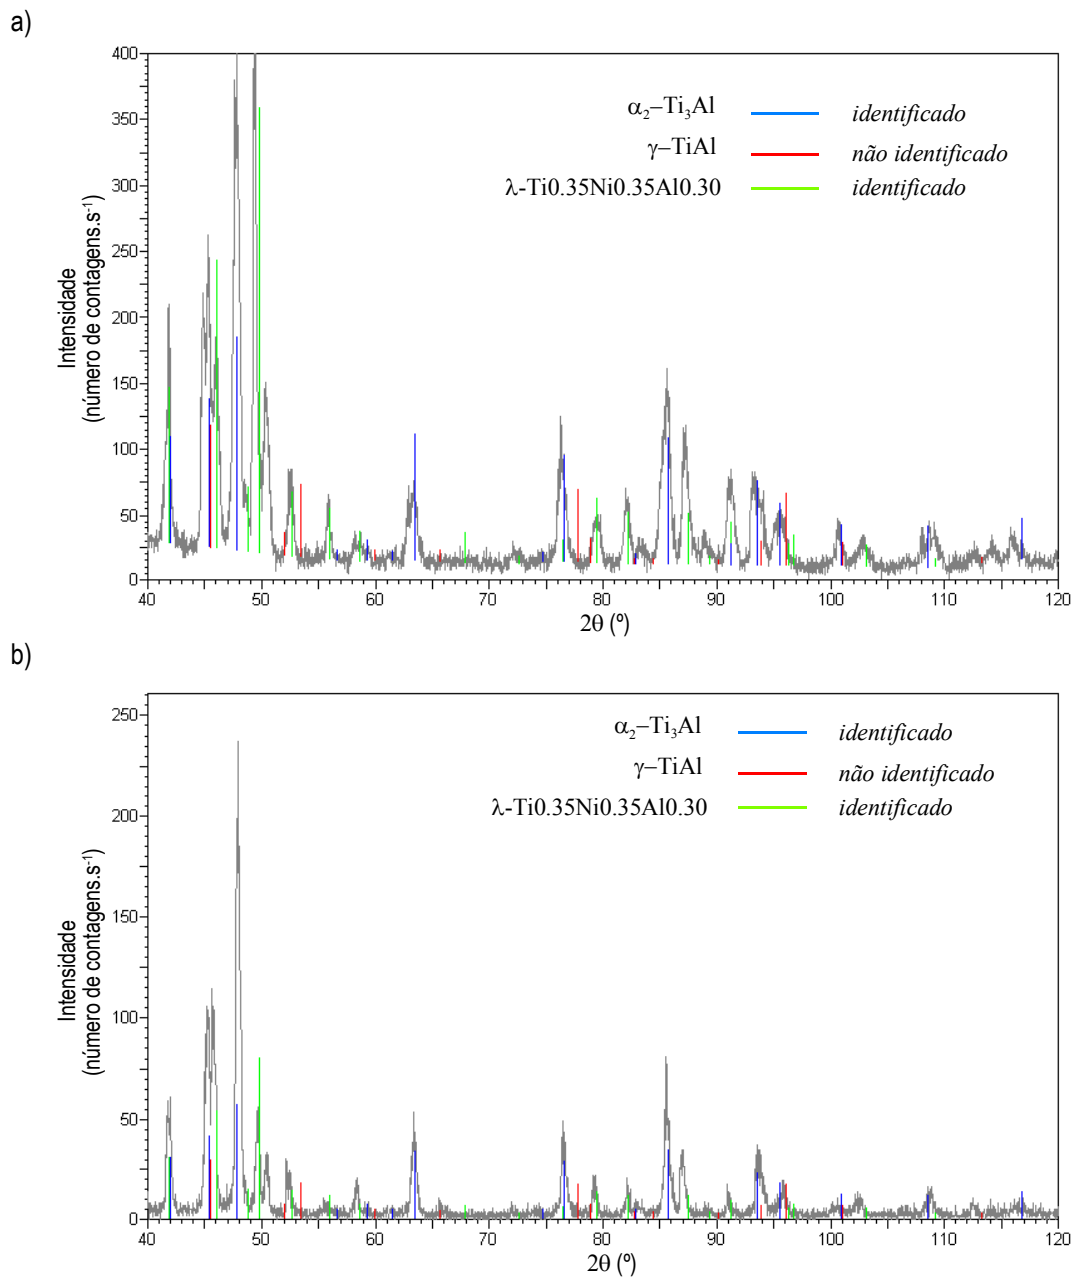 a)
400
350
300
250
200
150
100
50
0
Intensidade
(número de contagens.s⁻¹)
α₂–Ti₃Al identificado
γ–TiAl não identificado
λ-Ti0.35Ni0.35Al0.30 identificado
40 50 60 70 80 90 100 110 120
2θ (º)
b)
250
200
150
100
50
0
Intensidade
(número de contagens.s⁻¹)
α₂–Ti₃Al identificado
γ–TiAl não identificado
λ-Ti0.35Ni0.35Al0.30 identificado
40 50 60 70 80 90 100 110 120
2θ (º)